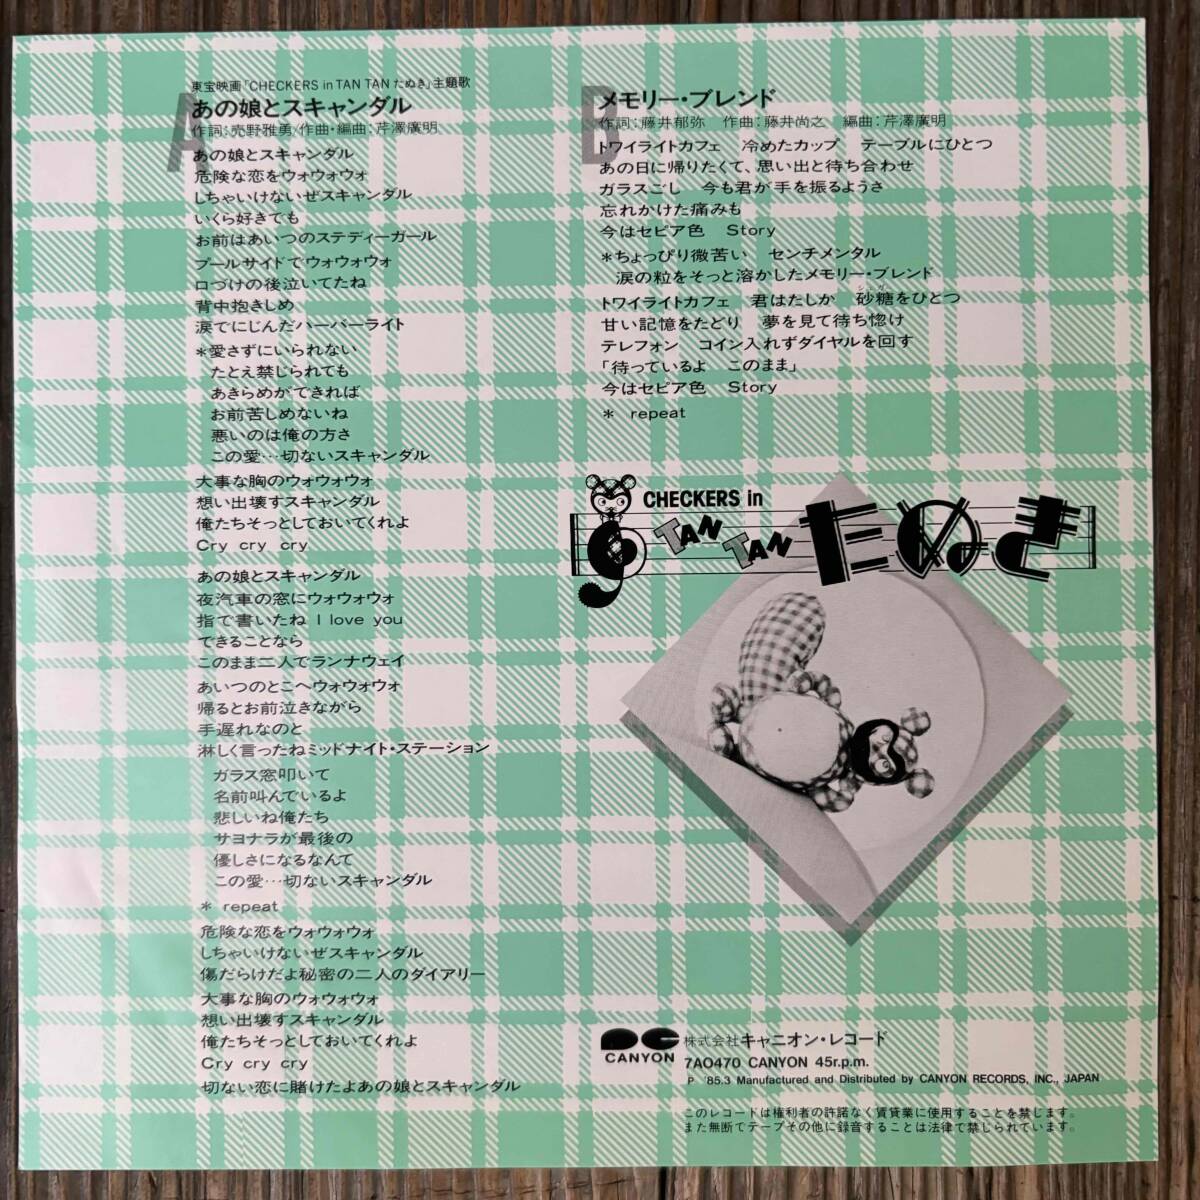 A
東宝映画「CHECKERS in TAN TAN たぬき」主題歌
あの娘とスキャンダル
作詞:売野雅勇/作曲・編曲:芹澤廣明
あの娘とスキャンダル
危険な恋をウォウォウォ
しちゃいけないぜスキャンダル
いくら好きでも
お前はあいつのステディーガール
プールサイドでウォウォウォ
口づけの後泣いてたね
背中抱きしめ
涙でにじんだハーバーライト
*愛さずにいられない
たとえ禁じられても
あきらめができれば
お前苦しめないね
悪いのは俺の方さ
この愛…切ないスキャンダル
大事な胸のウォウォウォ
想い出壊すスキャンダル
俺たちそっとしておいてくれよ
Cry cry cry
あの娘とスキャンダル
夜汽車の窓にウォウォウォ
指で書いたね I love you
できることなら
このまま二人でランナウェイ
あいつのとこへウォウォウォ
帰るとお前泣きながら
手遅れなのと
淋しく言ったねミッドナイト・ステーション
ガラス窓叩いて
名前叫んでいるよ
悲しいね俺たち
サヨナラが最後の
優しさになるなんて
この愛…切ないスキャンダル
* repeat
危険な恋をウォウォウォ
しちゃいけないぜスキャンダル
傷だらけだよ秘密の二人のダイアリー
大事な胸のウォウォウォ
想い出壊すスキャンダル
俺たちそっとしておいてくれよ
Cry cry cry
切ない恋に賭けたよあの娘とスキャンダル
B
メモリー・ブレンド
作詞:藤井郁弥 作曲:藤井尚之 編曲:芹澤廣明
トワイライトカフェ 冷めたカップ テーブルにひとつ
あの日に帰りたくて、思い出と待ち合わせ
ガラスごし 今も君が手を振るようさ
忘れかけた痛みも
今はセピア色 Story
*ちょっぴり微苦い センチメンタル
涙の粒をそっと溶かしたメモリー・ブレンド
シュガー
トワイライトカフェ 君はたしか 砂糖をひとつ
甘い記憶をたどり 夢を見て待ち惚け
テレフォン コイン入れずダイヤルを回す
「待っているよ このまま」
今はセピア色 Story
* repeat
CHECKERS in
TAN TAN たぬき
CANYON
株式会社キャニオン・レコード
7A0470 CANYON 45r.p.m.
P '85.3 Manufactured and Distributed by CANYON RECORDS, INC., JAPAN
このレコードは権利者の許諾なく賃貸業に使用することを禁じます。
また無断でテープその他に録音することは法律で禁じられています。